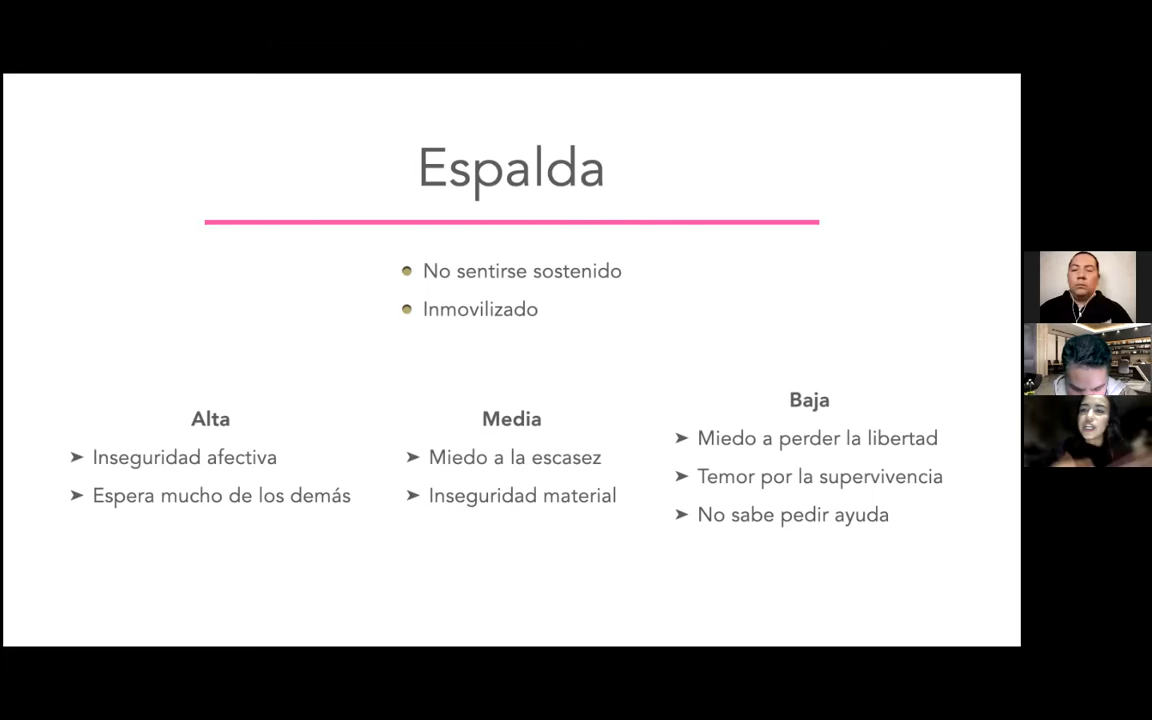 Espalda
No sentirse sostenido
Inmovilizado
Alta
➤ Inseguridad afectiva
➤ Espera mucho de los demás
Media
➤ Miedo a la escasez
➤ Inseguridad material
Baja
➤ Miedo a perder la libertad
➤ Temor por la supervivencia
➤ No sabe pedir ayuda